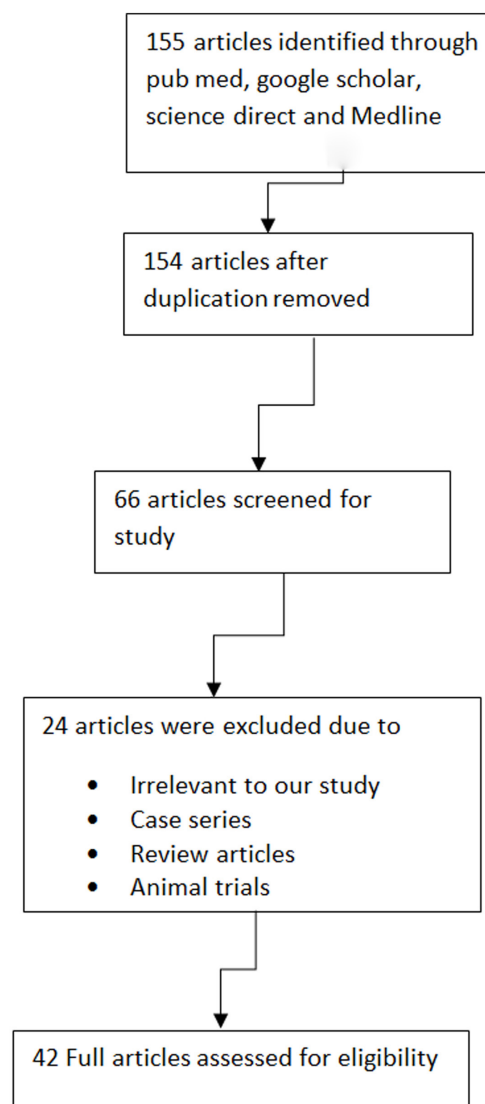 155 articles identified through
pub med, google scholar,
science direct and Medline
154 articles after
duplication removed
66 articles screened for
study
24 articles were excluded due to
• Irrelevant to our study
• Case series
• Review articles
• Animal trials
42 Full articles assessed for eligibility